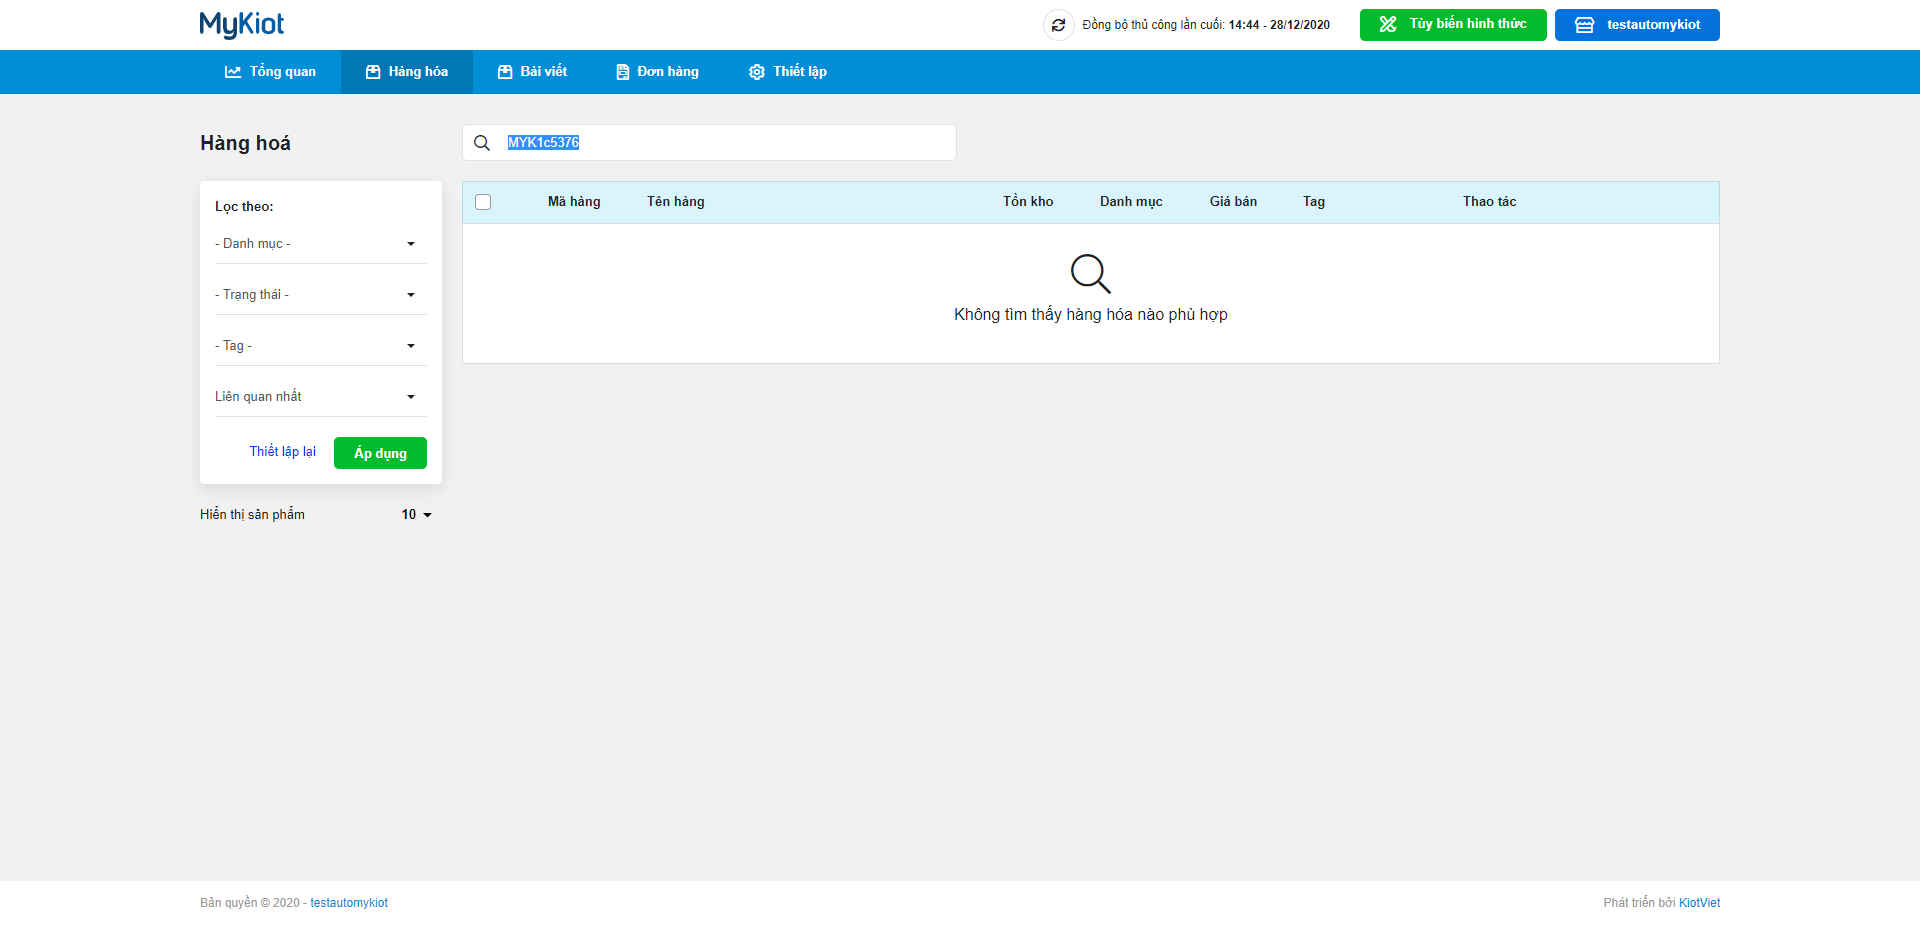 MyKiot
Đồng bộ thủ công lần cuối: 14:44 - 28/12/2020
Tùy biến hình thức
testautomykiot
Tổng quan
Hàng hóa
Bài viết
Đơn hàng
Thiết lập
Hàng hoá
MYK1c5376
Lọc theo:
- Danh mục -
- Trạng thái -
- Tag -
Liên quan nhất
Thiết lập lại
Áp dụng
Hiển thị sản phẩm
10
Mã hàng
Tên hàng
Tồn kho
Danh mục
Giá bán
Tag
Thao tác
Không tìm thấy hàng hóa nào phù hợp
Bản quyền © 2020 - testautomykiot
Phát triển bởi KiotViet